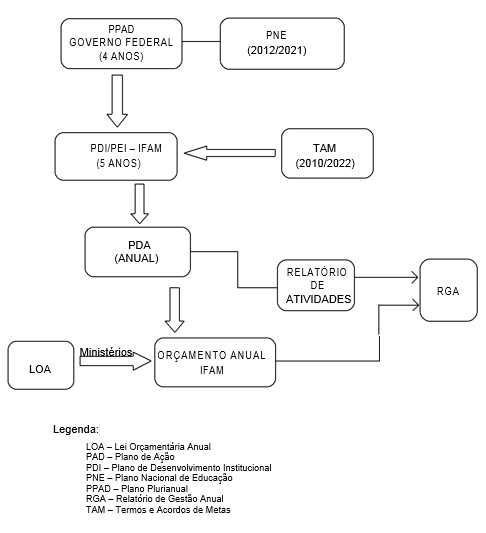 PPAD
GOVERNO FEDERAL
(4 ANOS)
PNE
(2012/2021)
PDI/PEI – IFAM
(5 ANOS)
TAM
(2010/2022)
PDA
(ANUAL)
RELATÓRIO
DE
ATIVIDADES
RGA
LOA
Ministérios
ORÇAMENTO ANUAL
IFAM
Legenda:
LOA – Lei Orçamentária Anual
PAD – Plano de Ação
PDI – Plano de Desenvolvimento Institucional
PNE – Plano Nacional de Educação
PPAD – Plano Plurianual
RGA – Relatório de Gestão Anual
TAM – Termos e Acordos de Metas